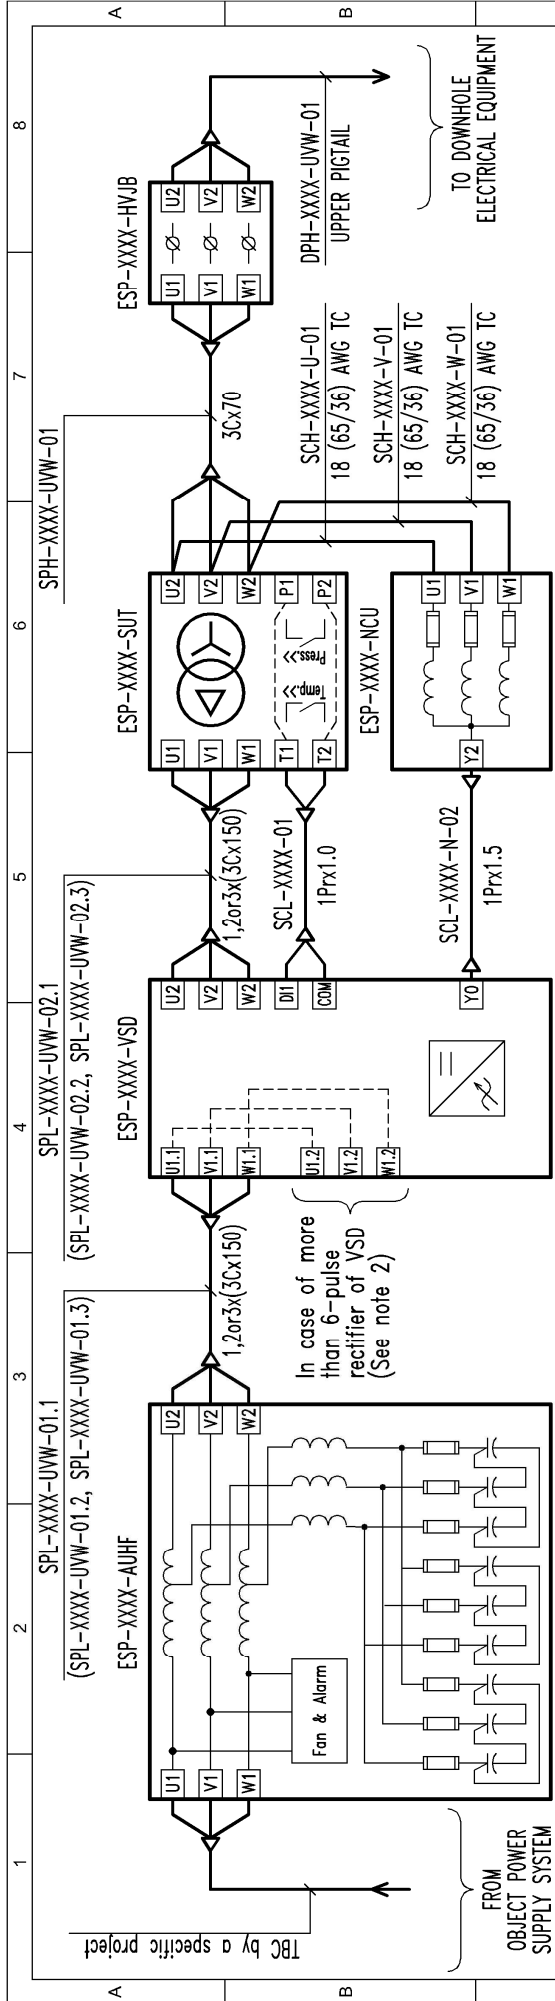 1
2
3
4
5
6
7
8
A
B
A
B
TBC by a specific project
FROM
OBJECT POWER
SUPPLY SYSTEM
SPL-XXXX-UVW-01.1
(SPL-XXXX-UVW-01.2, SPL-XXXX-UVW-01.3)
ESP-XXXX-AUHF
U1
V1
W1
Fan & Alarm
U2
V2
W2
1,2or3x(3Cx150)
In case of more
than 6-pulse
rectifier of VSD
(See note 2)
SPL-XXXX-UVW-02.1
(SPL-XXXX-UVW-02.2, SPL-XXXX-UVW-02.3)
ESP-XXXX-VSD
U1.1
V1.1
W1.1
U1.2
V1.2
W1.2
U2
V2
W2
DI1
COM
Y0
1,2or3x(3Cx150)
SCL-XXXX-01
1Prx1.0
SCL-XXXX-N-02
1Prx1.5
ESP-XXXX-SUT
U1
V1
W1
T1
T2
Temp.>>
Press.>>
U2
V2
W2
P1
P2
ESP-XXXX-NCU
Y2
U1
V1
W1
SPH-XXXX-UVW-01
3Cx70
SCH-XXXX-U-01
18 (65/36) AWG TC
SCH-XXXX-V-01
18 (65/36) AWG TC
SCH-XXXX-W-01
18 (65/36) AWG TC
ESP-XXXX-HVJB
U1
V1
W1
U2
V2
W2
DPH-XXXX-UVW-01
UPPER PIGTAIL
TO DOWNHOLE
ELECTRICAL EQUIPMENT